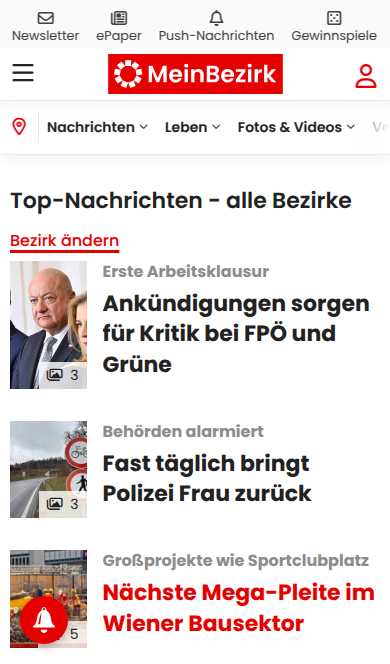 Newsletter ePaper Push-Nachrichten Gewinnspiele
MeinBezirk
Nachrichten Leben Fotos & Videos
Top-Nachrichten - alle Bezirke
Bezirk ändern
Erste Arbeitsklausur
Ankündigungen sorgen
für Kritik bei FPÖ und
Grüne
3
Behörden alarmiert
Fast täglich bringt
Polizei Frau zurück
3
Großprojekte wie Sportclubplatz
Nächste Mega-Pleite im
Wiener Bausektor
5